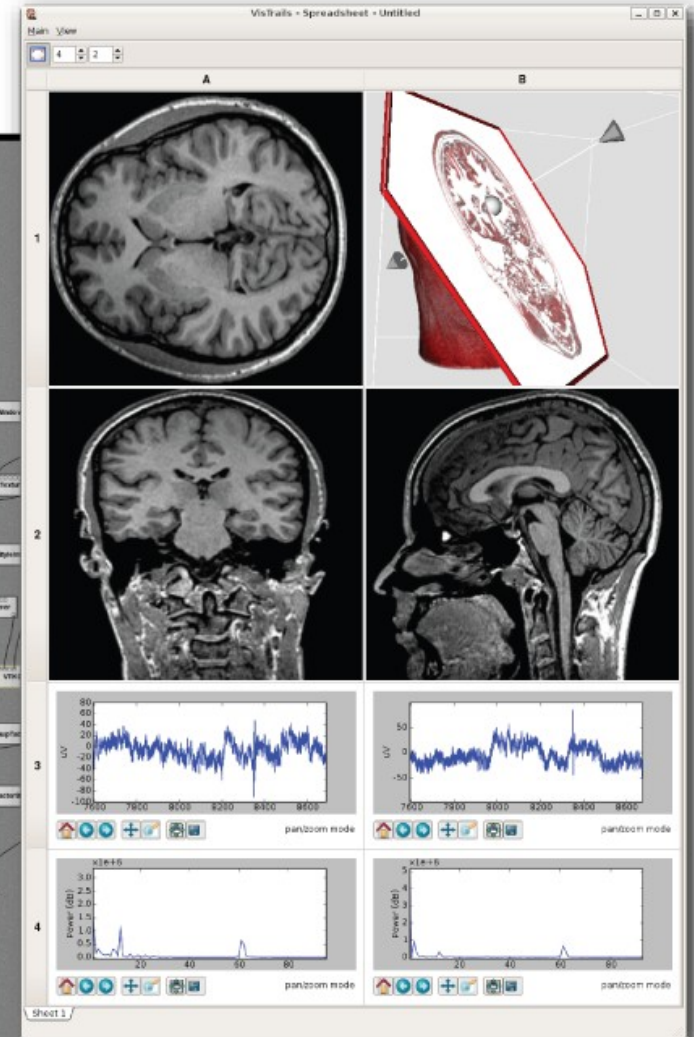 VisTrails - Spreadsheet - Untitled
Main View
4 2
A B
1
2
3
80
60
40
20
0
-20
-40
-60
-80
-100
uV
7600 7800 8000 8200 8400 8600
pan/zoom mode
50
0
-50
uV
7600 7800 8000 8200 8400 8600
pan/zoom mode
4
x1e+6
3.0
2.5
2.0
1.5
1.0
0.5
0.0
Power (dB)
20 40 60 80
pan/zoom mode
x1e+6
5
4
3
2
1
0
Power (dB)
20 40 60 80
pan/zoom mode
Sheet 1